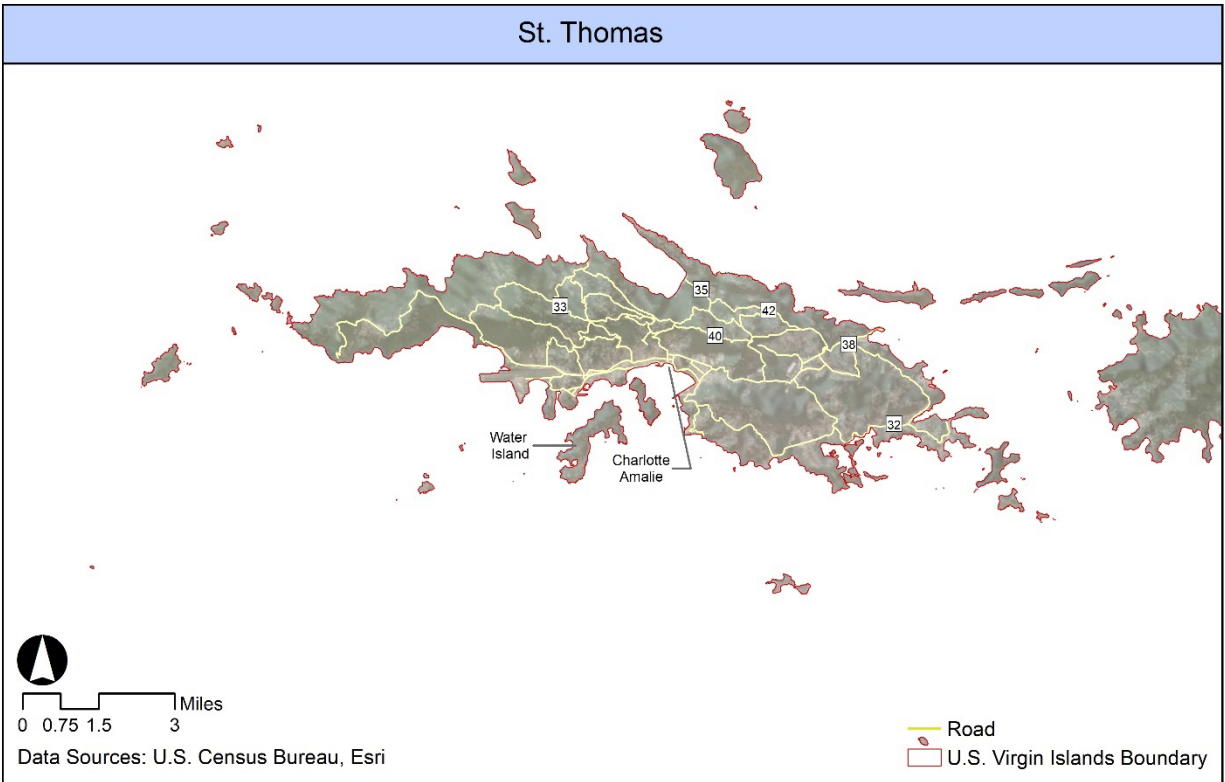 St. Thomas
35
33
42
40
38
32
Water
Island
Charlotte
Amalie
Miles
0 0.75 1.5 3
Data Sources: U.S. Census Bureau, Esri
Road
U.S. Virgin Islands Boundary